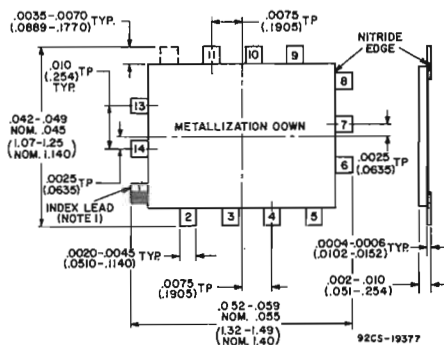 .0035-.0070
(.0889-.1770) TYP.
.0075
(.1905) TP
NITRIDE
EDGE
11
10
9
.010
(.254) TP
TYP.
8
13
.042-.049
NOM. .045
(1.07-1.25
NOM. 1.140)
METALLIZATION DOWN
7
14
6
.0025
(.0635) TP
.0025
(.0635) TP
INDEX LEAD
(NOTE 1)
2
3
4
5
.0020-.0045
(.0510-.1140) TYP.
.0004-.0006
(.0102-.0152) TYP.
.0075
(.1905) TP
.002-.010
(.051-.254)
.052-.059
NOM. .055
(1.32-1.49
NOM. 1.40)
92CS-19377